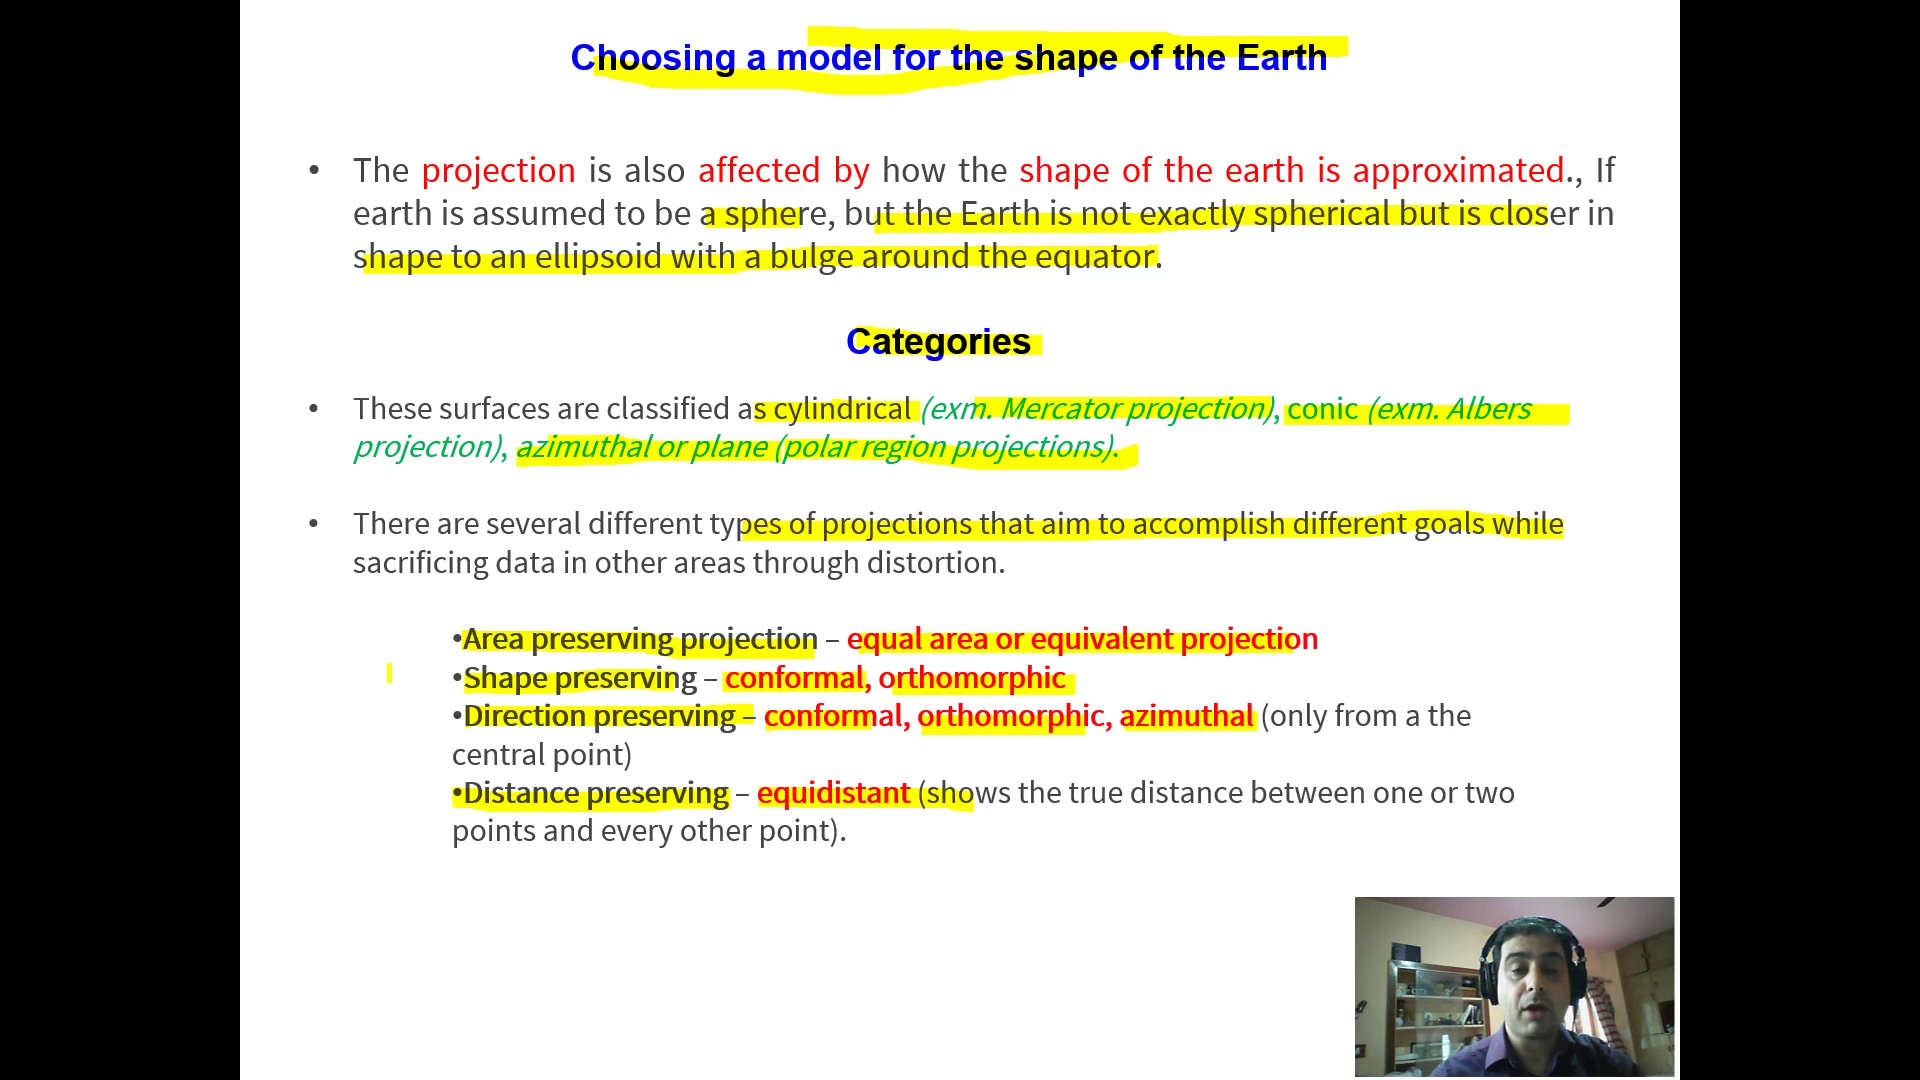 Choosing a model for the shape of the Earth
• The projection is also affected by how the shape of the earth is approximated., If
earth is assumed to be a sphere, but the Earth is not exactly spherical but is closer in
shape to an ellipsoid with a bulge around the equator.
Categories
• These surfaces are classified as cylindrical (exm. Mercator projection), conic (exm. Albers
projection), azimuthal or plane (polar region projections).
• There are several different types of projections that aim to accomplish different goals while
sacrificing data in other areas through distortion.
•Area preserving projection – equal area or equivalent projection
•Shape preserving – conformal, orthomorphic
•Direction preserving – conformal, orthomorphic, azimuthal (only from a the
central point)
•Distance preserving – equidistant (shows the true distance between one or two
points and every other point).